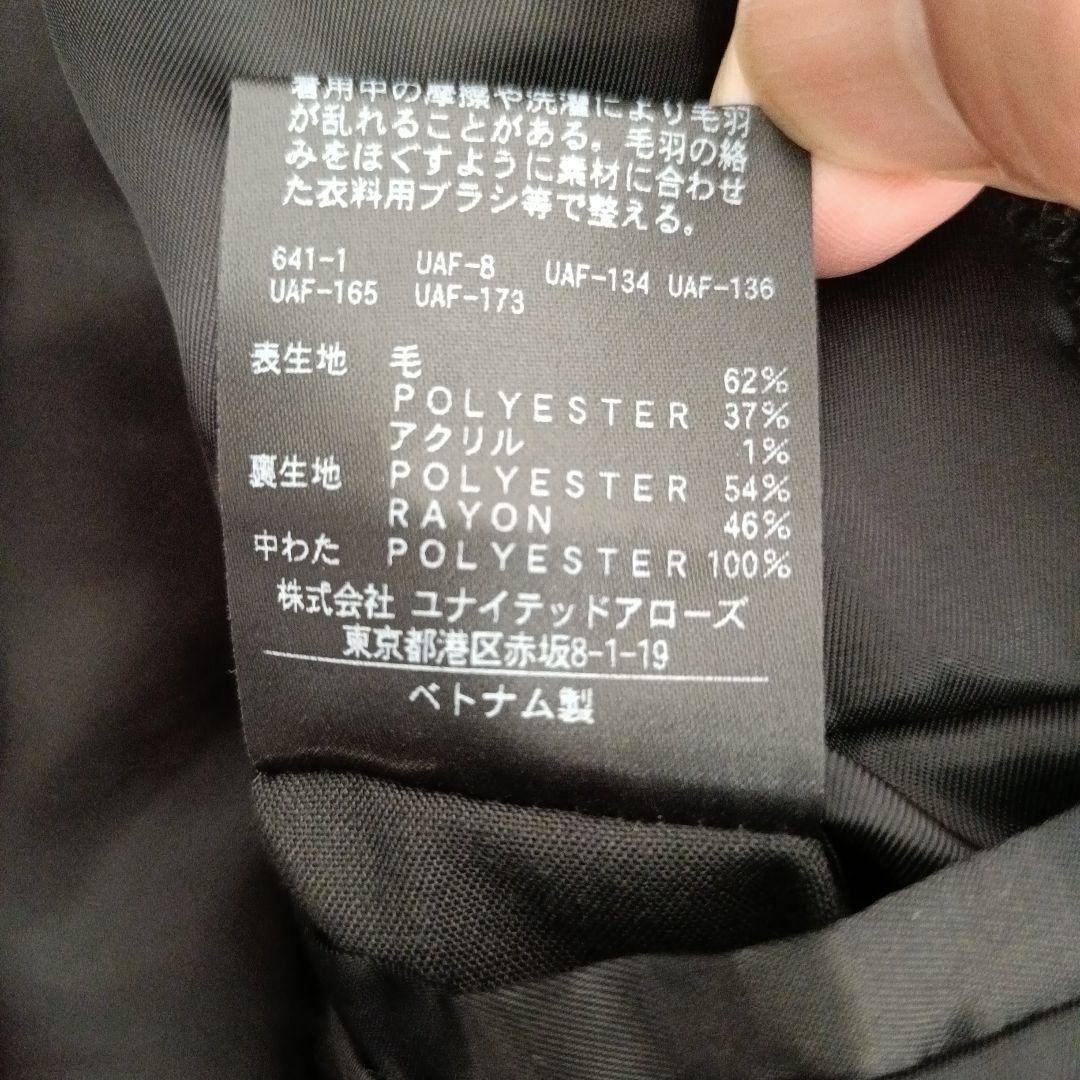 着用中の摩擦や洗濯により毛羽
が乱れることがある。毛羽の絡
みをほぐすように素材に合わせ
た衣料用ブラシ等で整える。
641-1 UAF-8 UAF-134 UAF-136
UAF-165 UAF-173
表生地 毛 62%
POLYESTER 37%
アクリル 1%
裏生地 POLYESTER 54%
RAYON 46%
中わた POLYESTER 100%
株式会社 ユナイテッドアローズ
東京都港区赤坂8-1-19
ベトナム製